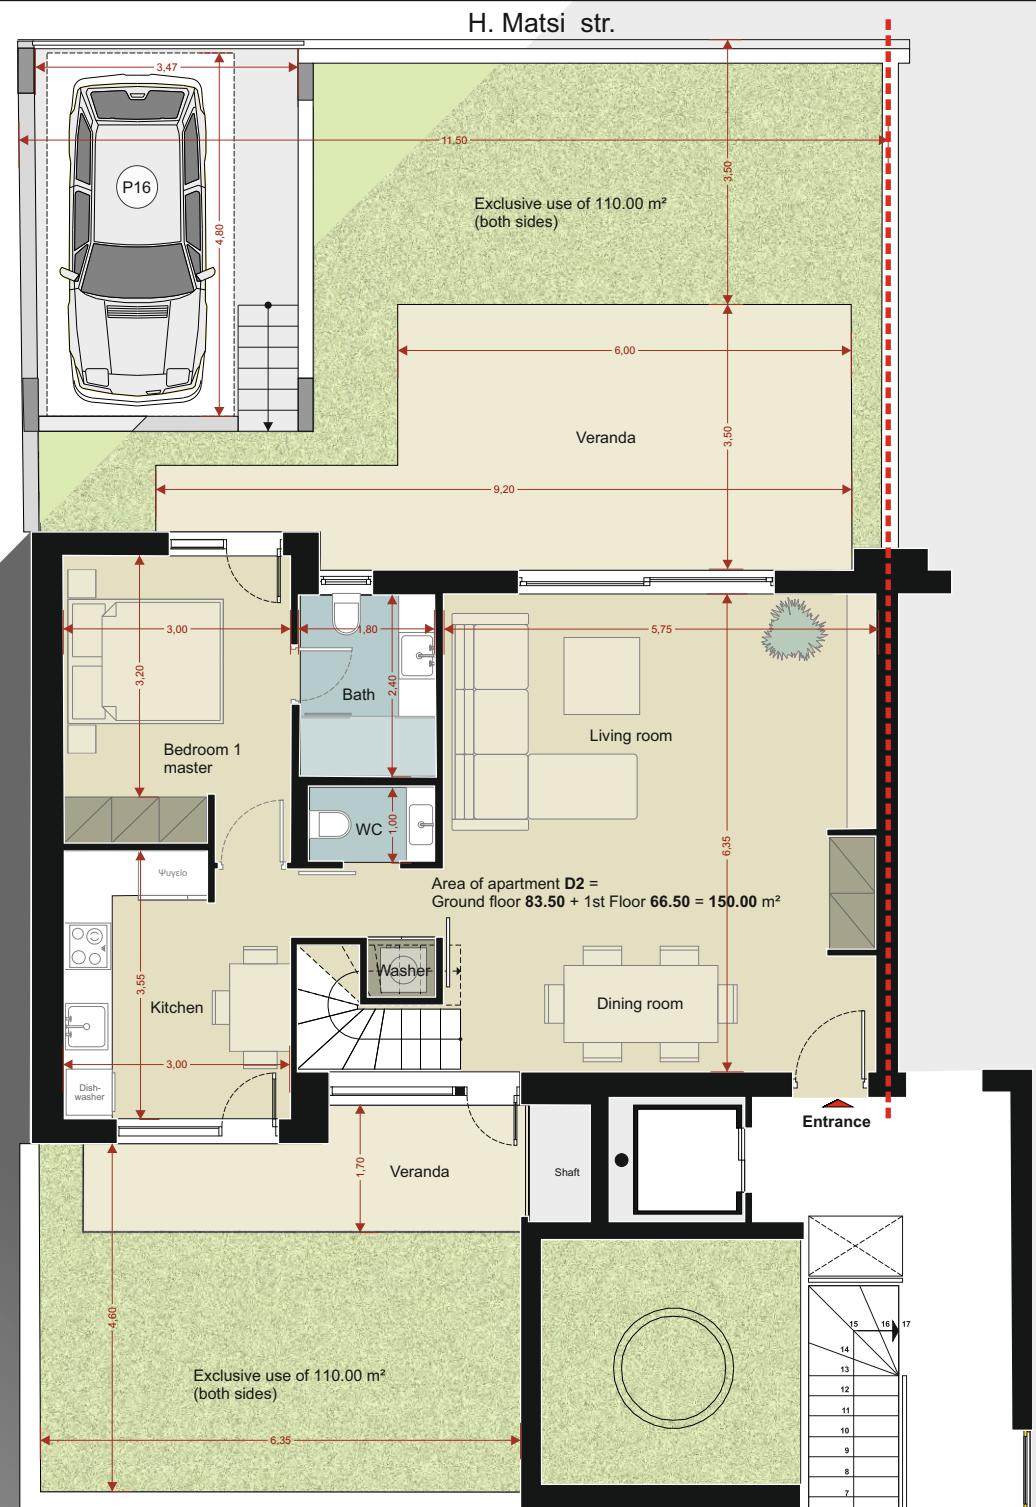 H. Matsi str.
3,47
11,50
P16
4,80
3,50
Exclusive use of 110.00 m²
(both sides)
6,00
Veranda
3,50
9,20
3,00
1,80
5,75
3,20
Bath
2,40
Living room
Bedroom 1
master
WC
1,00
6,35
Ψυγείο
Area of apartment D2 =
Ground floor 83.50 + 1st Floor 66.50 = 150.00 m²
Washer
3,55
Kitchen
Dining room
3,00
Dish-
washer
Entrance
1,70
Veranda
Shaft
4,60
Exclusive use of 110.00 m²
(both sides)
6,35
15
16
17
14
13
12
11
10
9
8
7